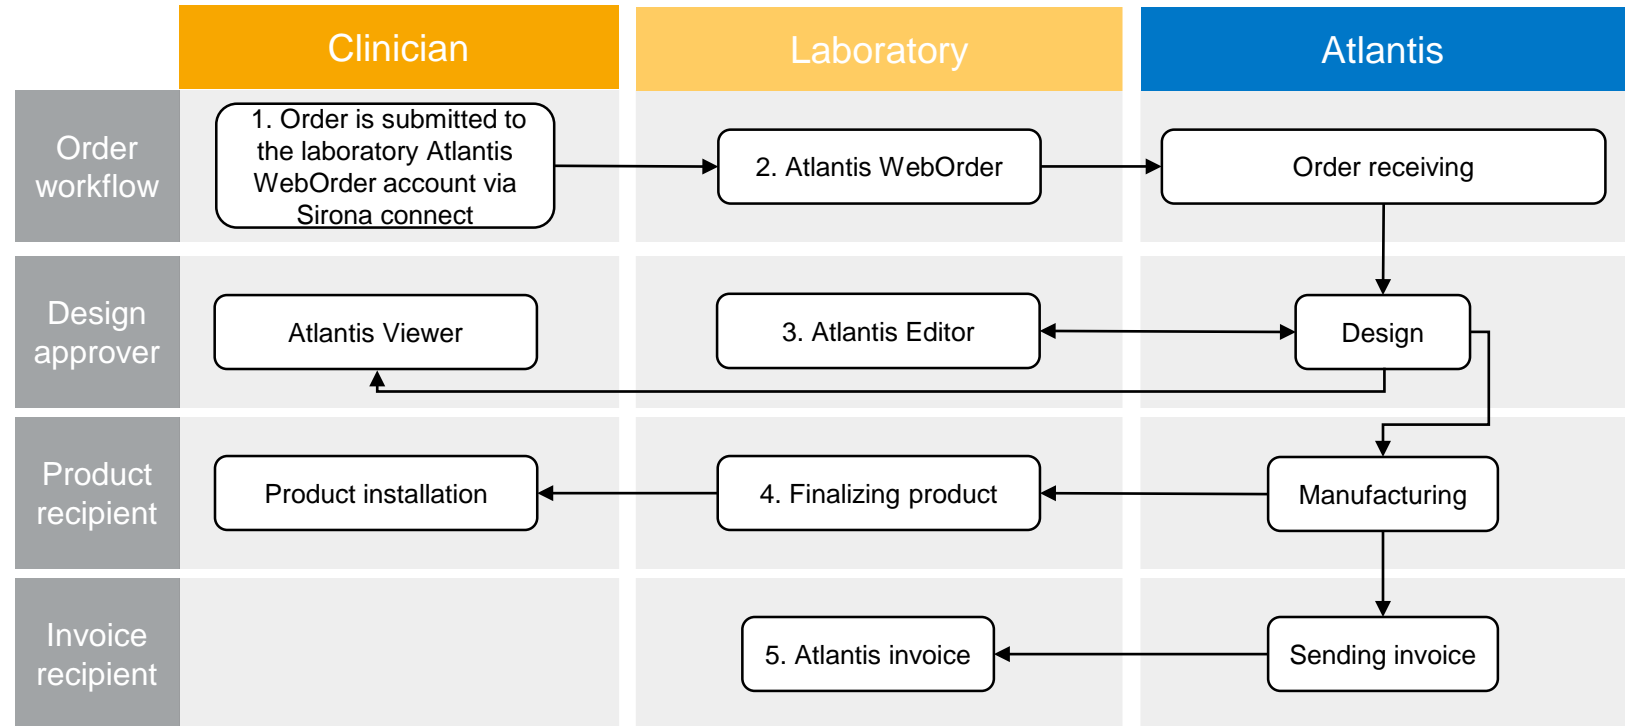 Clinician
Laboratory
Atlantis
Order
workflow
1. Order is submitted to
the laboratory Atlantis
WebOrder account via
Sirona connect
2. Atlantis WebOrder
Order receiving
Design
approver
Atlantis Viewer
3. Atlantis Editor
Design
Product
recipient
Product installation
4. Finalizing product
Manufacturing
Invoice
recipient
5. Atlantis invoice
Sending invoice